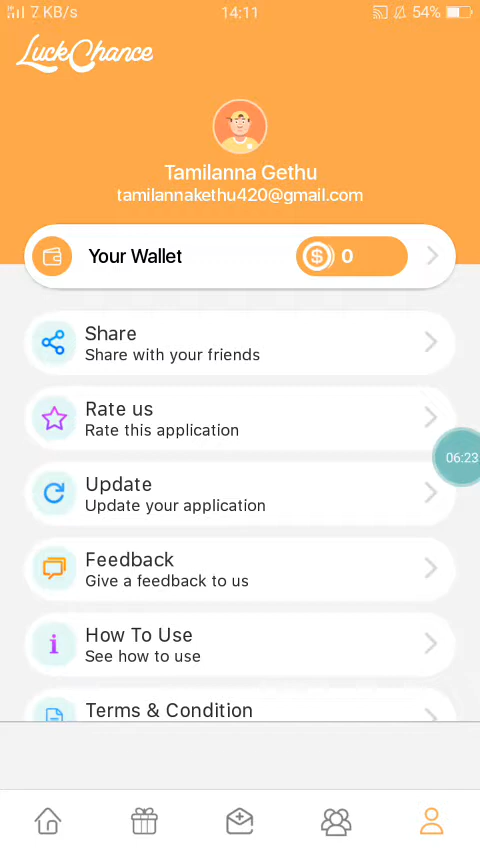 7 KB/s 14:11 54%
LuckChance
Tamilanna Gethu
tamilannakethu420@gmail.com
Your Wallet $ 0
Share
Share with your friends
Rate us
Rate this application
06:23
Update
Update your application
Feedback
Give a feedback to us
How To Use
See how to use
Terms & Condition